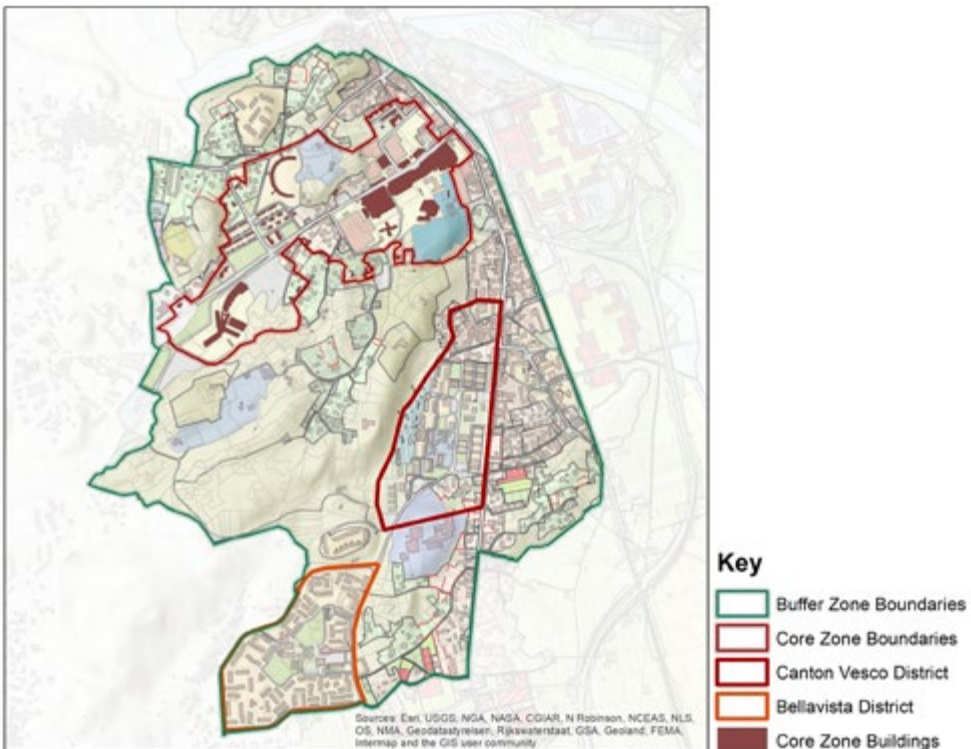 Key
Buffer Zone Boundaries
Core Zone Boundaries
Canton Vesco District
Bellavista District
Core Zone Buildings
Sources: Esri, USGS, NGA, NASA, CGIAR, N Robinson, NCEAS, NLS,
OS, NMA, Geodatastyrelsen, Rijkswaterstaat, GSA, Geoland, FEMA,
Intermap and the GIS user community